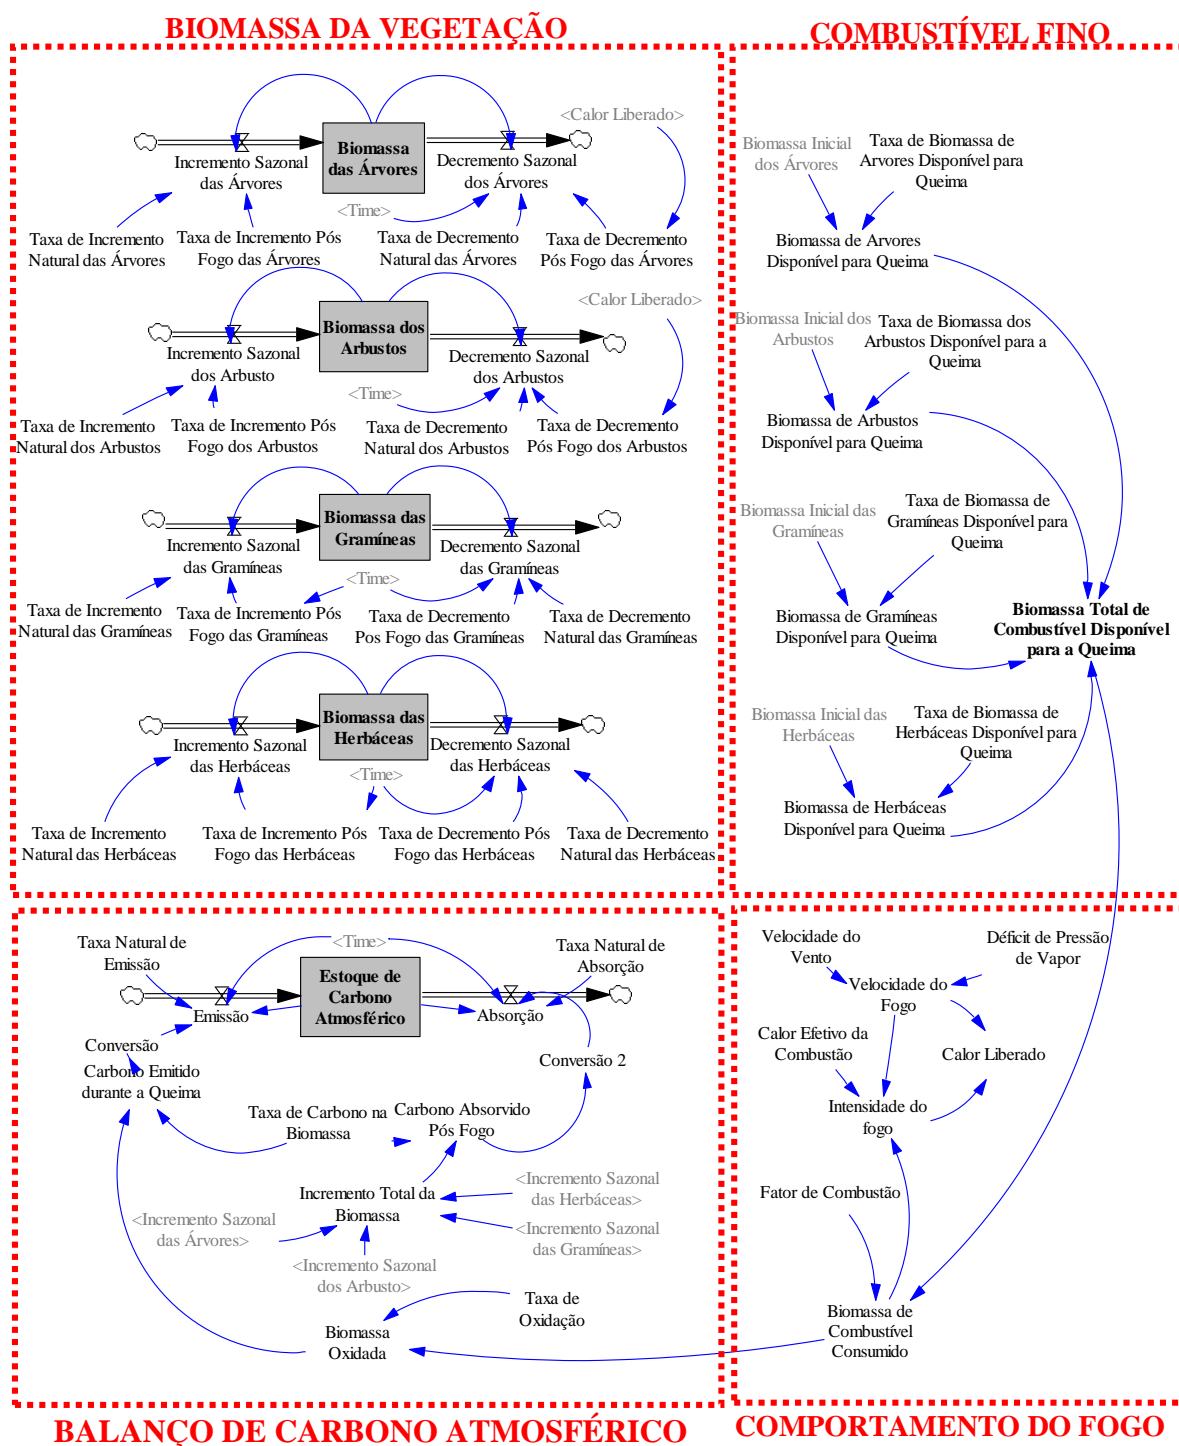 BIOMASSA DA VEGETAÇÃO
<Calor Liberado>
Biomassa
das Árvores
Incremento Sazonal
das Árvores
Decremento Sazonal
dos Árvores
<Time>
Taxa de Incremento
Natural das Árvores
Taxa de Incremento Pós
Fogo das Árvores
Taxa de Decremento
Natural das Árvores
Taxa de Decremento
Pós Fogo das Árvores
<Calor Liberado>
Biomassa dos
Arbustos
Incremento Sazonal
dos Arbusto
Decremento Sazonal
dos Arbustos
<Time>
Taxa de Incremento
Natural dos Arbustos
Taxa de Incremento Pós
Fogo dos Arbustos
Taxa de Decremento
Natural dos Arbustos
Taxa de Decremento
Pós Fogo dos Arbustos
Biomassa das
Gramíneas
Incremento Sazonal
das Gramíneas
Decremento Sazonal
das Gramíneas
<Time>
Taxa de Incremento
Natural das Gramíneas
Taxa de Incremento Pós
Fogo das Gramíneas
Taxa de Decremento
Pos Fogo das Gramíneas
Taxa de Decremento
Natural das Gramíneas
Biomassa das
Herbáceas
Incremento Sazonal
das Herbáceas
Decremento Sazonal
das Herbáceas
<Time>
Taxa de Incremento
Natural das Herbáceas
Taxa de Incremento Pós
Fogo das Herbáceas
Taxa de Decremento Pós
Fogo das Herbáceas
Taxa de Decremento
Natural das Herbáceas
COMBUSTÍVEL FINO
Biomassa Inicial
dos Árvores
Taxa de Biomassa de
Arvores Disponível para
Queima
Biomassa de Arvores
Disponível para Queima
Biomassa Inicial dos
Arbustos
Taxa de Biomassa dos
Arbustos Disponível para a
Queima
Biomassa de Arbustos
Disponível para Queima
Biomassa Inicial das
Gramíneas
Taxa de Biomassa de
Gramíneas Disponível para
Queima
Biomassa de Gramíneas
Disponível para Queima
Biomassa Total de
Combustível Disponível
para a Queima
Biomassa Inicial das
Herbáceas
Taxa de Biomassa de
Herbáceas Disponível para
Queima
Biomassa de Herbáceas
Disponível para Queima
Taxa Natural de
Emissão
<Time>
Taxa Natural de
Absorção
Estoque de
Carbono
Atmosférico
Emissão
Absorção
Conversão
Carbono Emitido
durante a Queima
Conversão 2
Taxa de Carbono na
Biomassa
Carbono Absorvido
Pós Fogo
Incremento Total da
Biomassa
<Incremento Sazonal
das Herbáceas>
<Incremento Sazonal
das Árvores>
<Incremento Sazonal
das Gramíneas>
<Incremento Sazonal
dos Arbusto>
Taxa de
Oxidação
Biomassa
Oxidada
BALANÇO DE CARBONO ATMOSFÉRICO
Velocidade do
Vento
Déficit de Pressão
de Vapor
Velocidade do
Fogo
Calor Efetivo da
Combustão
Calor Liberado
Intensidade do
fogo
Fator de Combustão
Biomassa de
Combustível
Consumido
COMPORTAMENTO DO FOGO